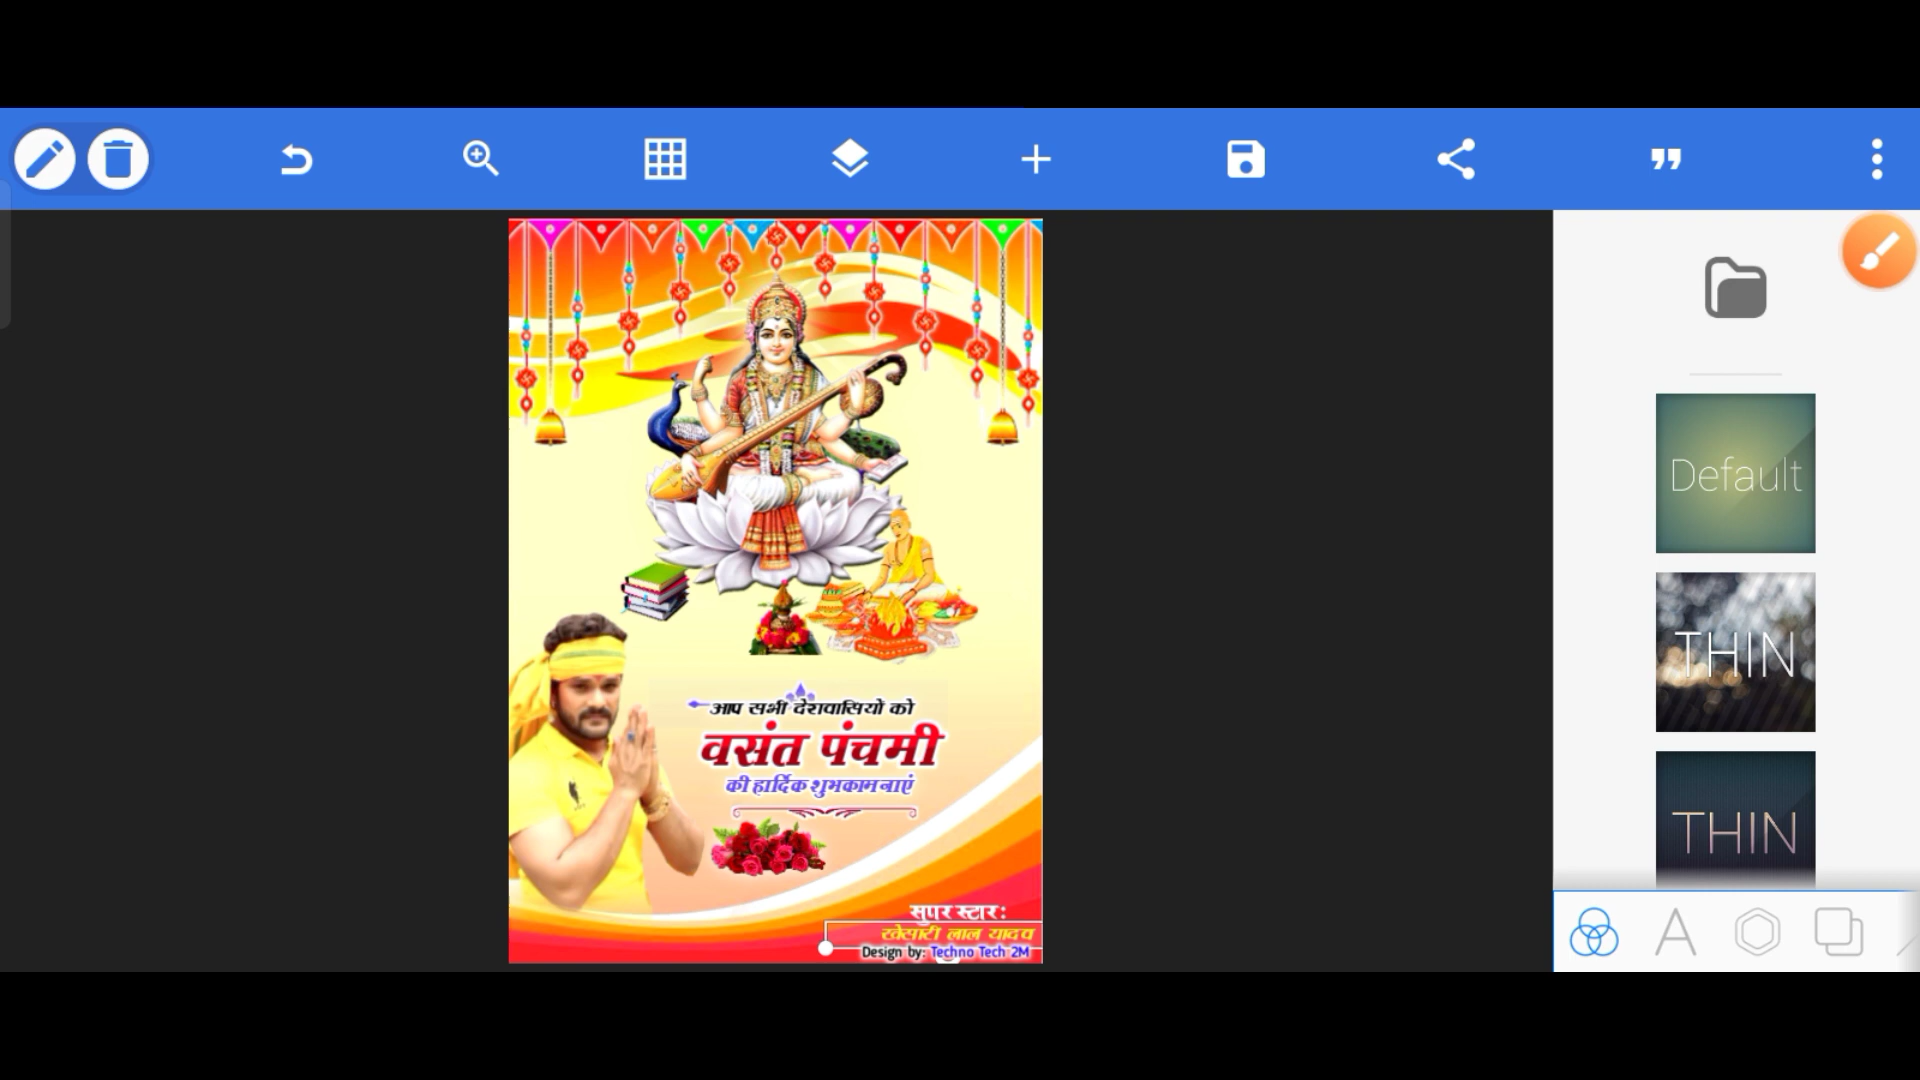 Default
THIN
THIN
आप सभी देशवासियों को
वसंत पंचमी
की हार्दिक शुभकामनाएं
सुपर स्टार:
खेसारी लाल यादव
Design by: Techno Tech 2M